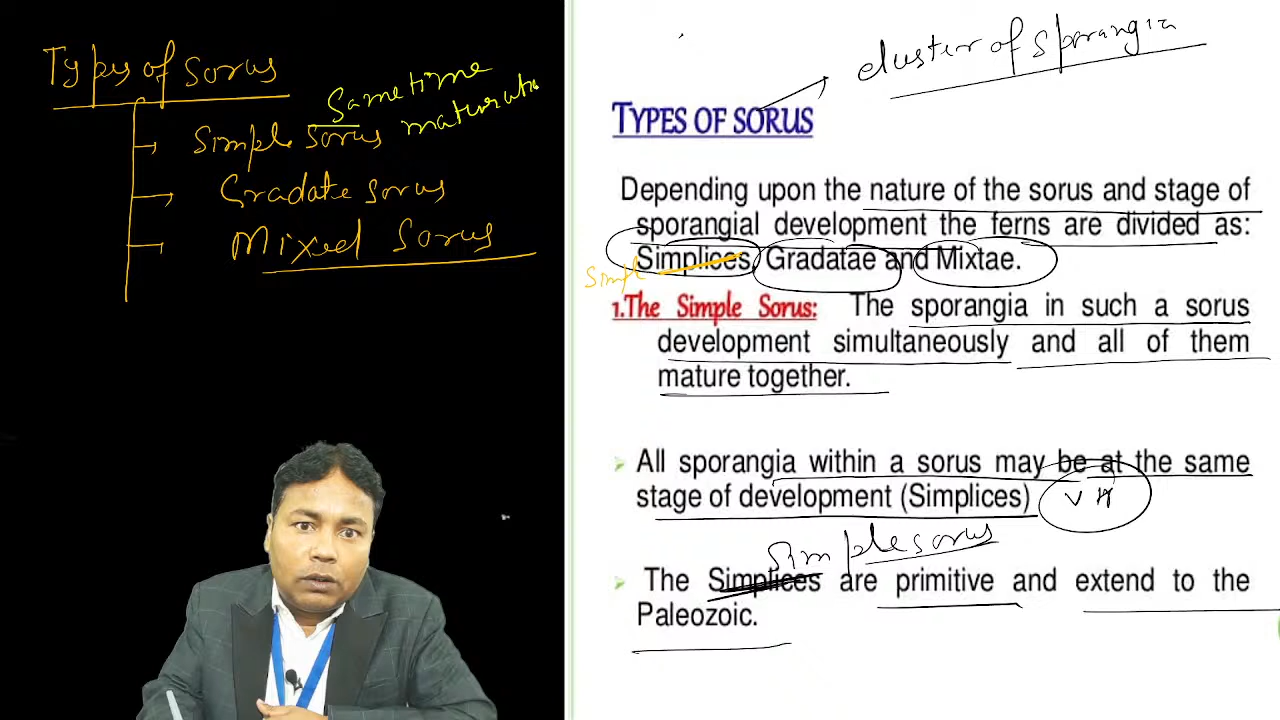 Types of Sorus
Sametime
Simple Sorus maturati
Gradate sorus
Mixed Sorus
cluster of Sporangia
TYPES OF SORUS
Depending upon the nature of the sorus and stage of
sporangial development the ferns are divided as:
Simplices, Gradatae and Mixtae.
Simpl
1.The Simple Sorus: The sporangia in such a sorus
development simultaneously and all of them
mature together.
All sporangia within a sorus may be at the same
stage of development (Simplices)
Simple sorus
The Simplices are primitive and extend to the
Paleozoic.